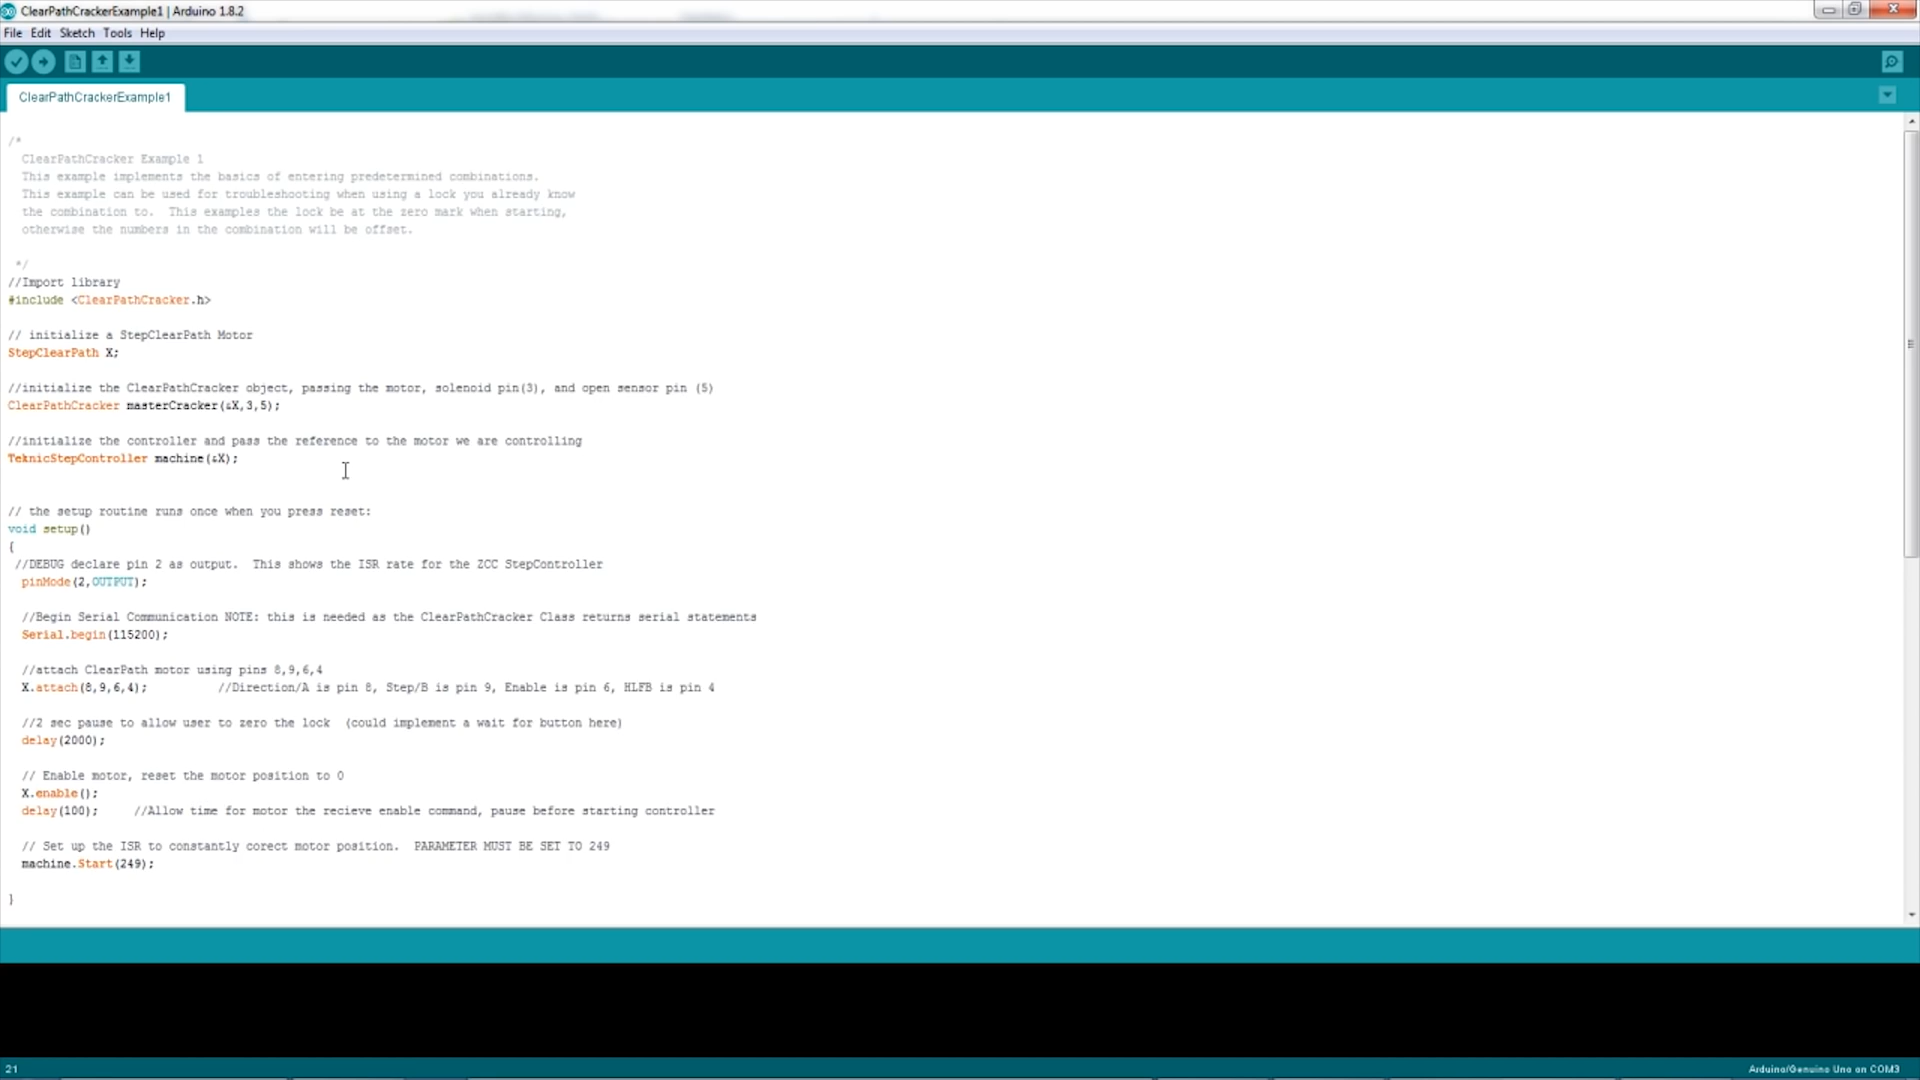 ClearPathCrackerExample1 | Arduino 1.8.2
File Edit Sketch Tools Help
ClearPathCrackerExample1
/*
ClearPathCracker Example 1
This example implements the basics of entering predetermined combinations.
This example can be used for troubleshooting when using a lock you already know
the combination to.  This examples the lock be at the zero mark when starting,
otherwise the numbers in the combination will be offset.
*/
//Import library
#include <ClearPathCracker.h>
// initialize a StepClearPath Motor
StepClearPath X;
//initialize the ClearPathCracker object, passing the motor, solenoid pin(3), and open sensor pin (5)
ClearPathCracker masterCracker(&X,3,5);
//initialize the controller and pass the reference to the motor we are controlling
TeknicStepController machine(&X);
// the setup routine runs once when you press reset:
void setup()
{
//DEBUG declare pin 2 as output.  This shows the ISR rate for the ZCC StepController
pinMode(2,OUTPUT);
//Begin Serial Communication NOTE: this is needed as the ClearPathCracker Class returns serial statements
Serial.begin(115200);
//attach ClearPath motor using pins 8,9,6,4
X.attach(8,9,6,4);          //Direction/A is pin 8, Step/B is pin 9, Enable is pin 6, HLFB is pin 4
//2 sec pause to allow user to zero the lock  (could implement a wait for button here)
delay(2000);
// Enable motor, reset the motor position to 0
X.enable();
delay(100);     //Allow time for motor the recieve enable command, pause before starting controller
// Set up the ISR to constantly corect motor position.  PARAMETER MUST BE SET TO 249
machine.Start(249);
}
21
Arduino/Genuino Uno on COM3